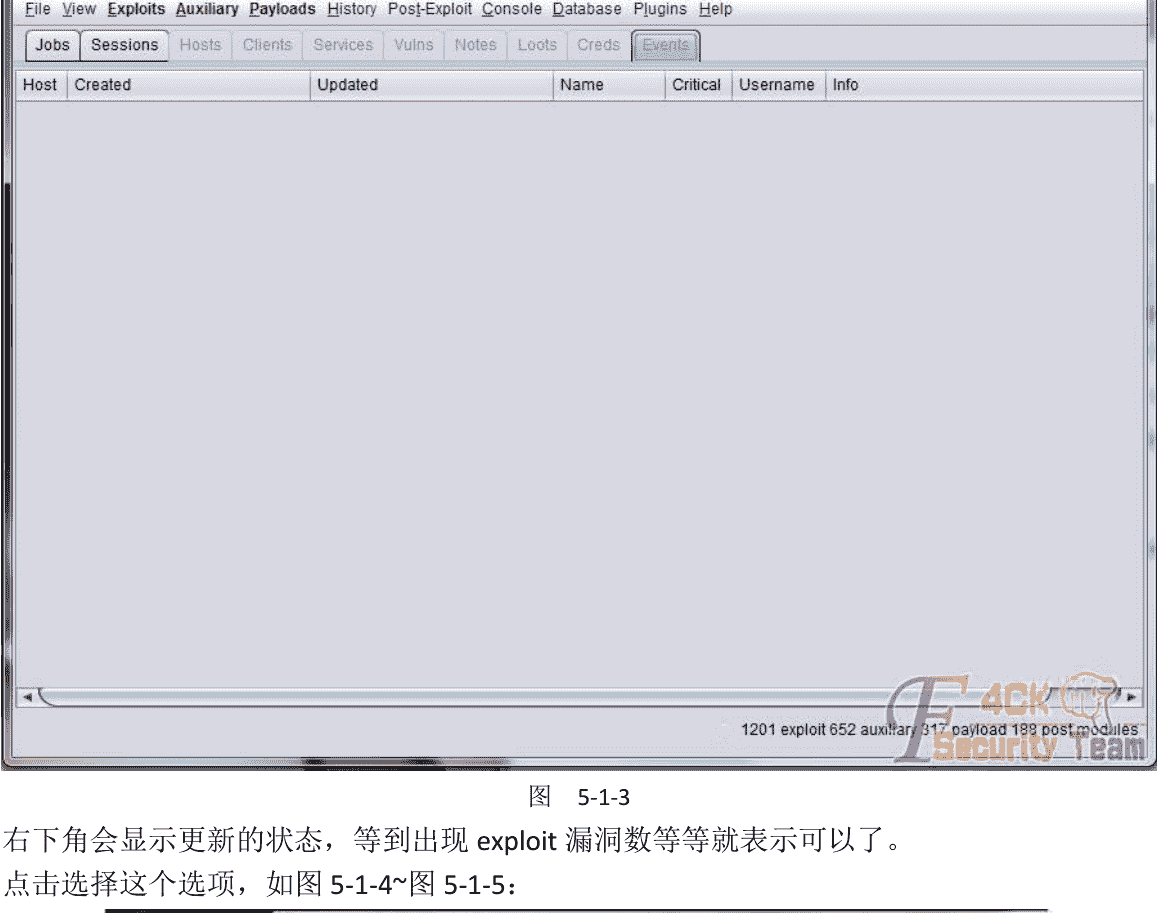 File View Exploits Auxiliary Payloads History Post-Exploit Console Database Plugins Help
Jobs Sessions Hosts Clients Services Vulns Notes Loots Creds Events
Host Created Updated Name Critical Username Info
F4CK
1201 exploit 652 auxiliary 317 payload 188 post modules
Security Team
图 5-1-3
右下角会显示更新的状态，等到出现 exploit 漏洞数等等就表示可以了。
点击选择这个选项，如图 5-1-4~图 5-1-5：